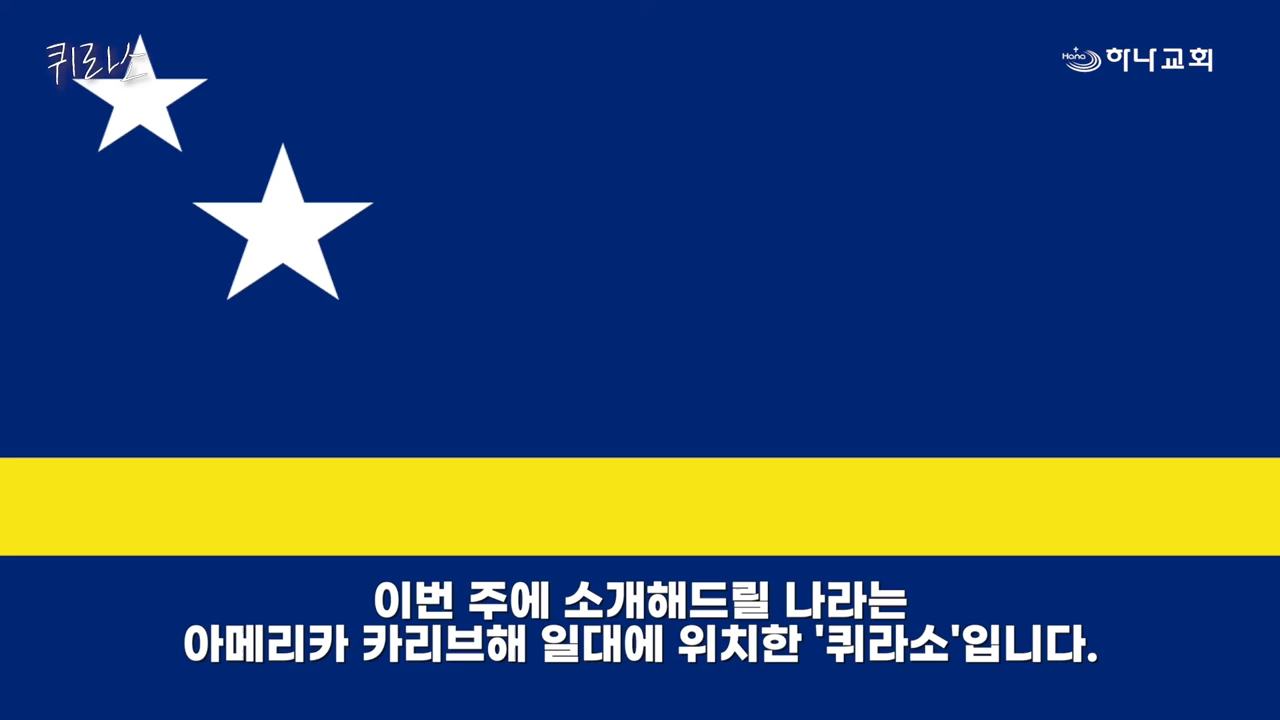 퀴라소
Hana
하나교회
이번 주에 소개해드릴 나라는
아메리카 카리브해 일대에 위치한 '퀴라소'입니다.